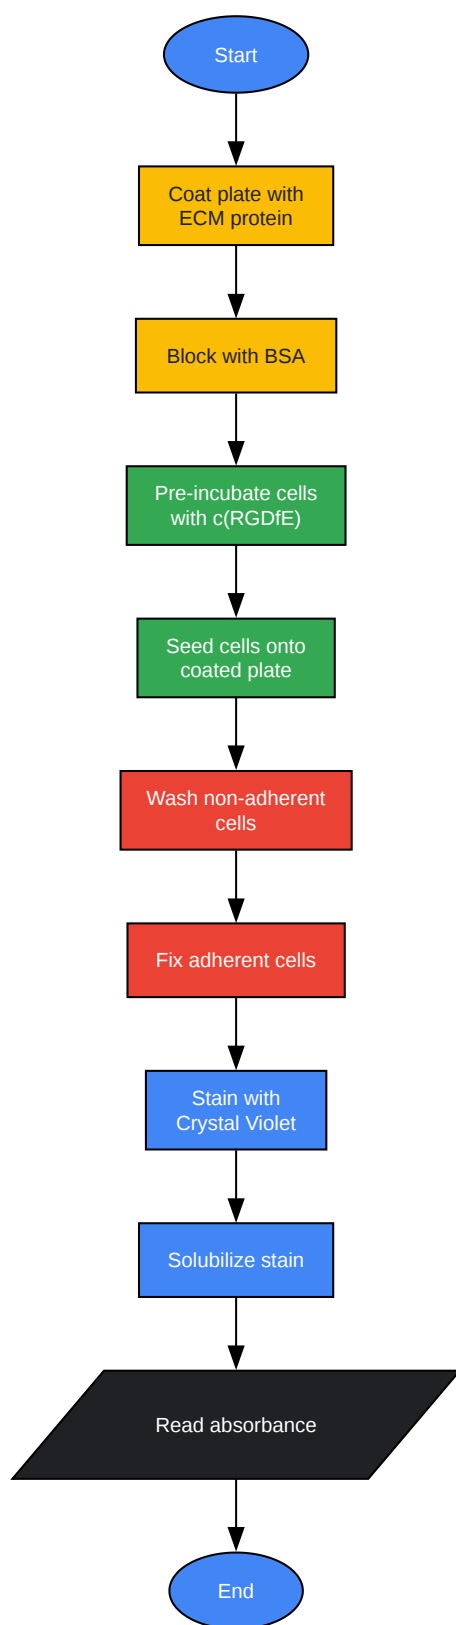 Start
Coat plate with
ECM protein
Block with BSA
Pre-incubate cells
with c(RGDfE)
Seed cells onto
coated plate
Wash non-adherent
cells
Fix adherent cells
Stain with
Crystal Violet
Solubilize stain
Read absorbance
End